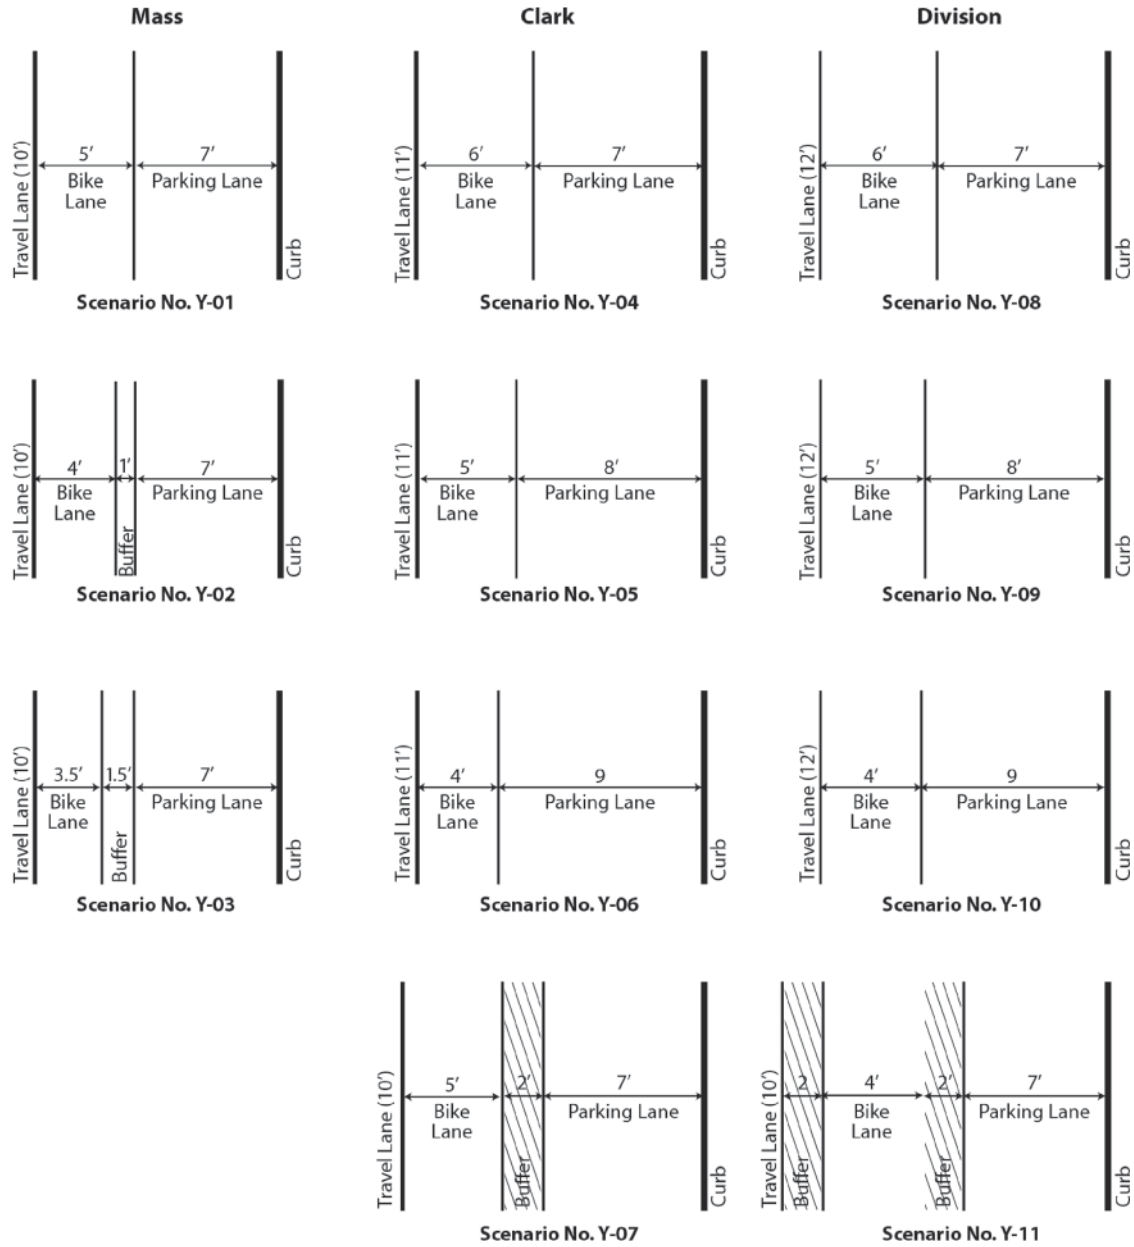 Mass
Clark
Division
Travel Lane (10')
5'
Bike
Lane
7'
Parking Lane
Curb
Scenario No. Y-01
Travel Lane (11')
6'
Bike
Lane
7'
Parking Lane
Curb
Scenario No. Y-04
Travel Lane (12')
6'
Bike
Lane
7'
Parking Lane
Curb
Scenario No. Y-08
Travel Lane (10')
4'
Bike
Lane
1'
Buffer
7'
Parking Lane
Curb
Scenario No. Y-02
Travel Lane (11')
5'
Bike
Lane
8'
Parking Lane
Curb
Scenario No. Y-05
Travel Lane (12')
5'
Bike
Lane
8'
Parking Lane
Curb
Scenario No. Y-09
Travel Lane (10')
3.5'
Bike
Lane
1.5'
Buffer
7'
Parking Lane
Curb
Scenario No. Y-03
Travel Lane (11')
4'
Bike
Lane
9
Parking Lane
Curb
Scenario No. Y-06
Travel Lane (12')
4'
Bike
Lane
9
Parking Lane
Curb
Scenario No. Y-10
Travel Lane (10')
5'
Bike
Lane
2'
Buffer
7'
Parking Lane
Curb
Scenario No. Y-07
Travel Lane (10')
2
Buffer
4'
Bike
Lane
2'
Buffer
7'
Parking Lane
Curb
Scenario No. Y-11